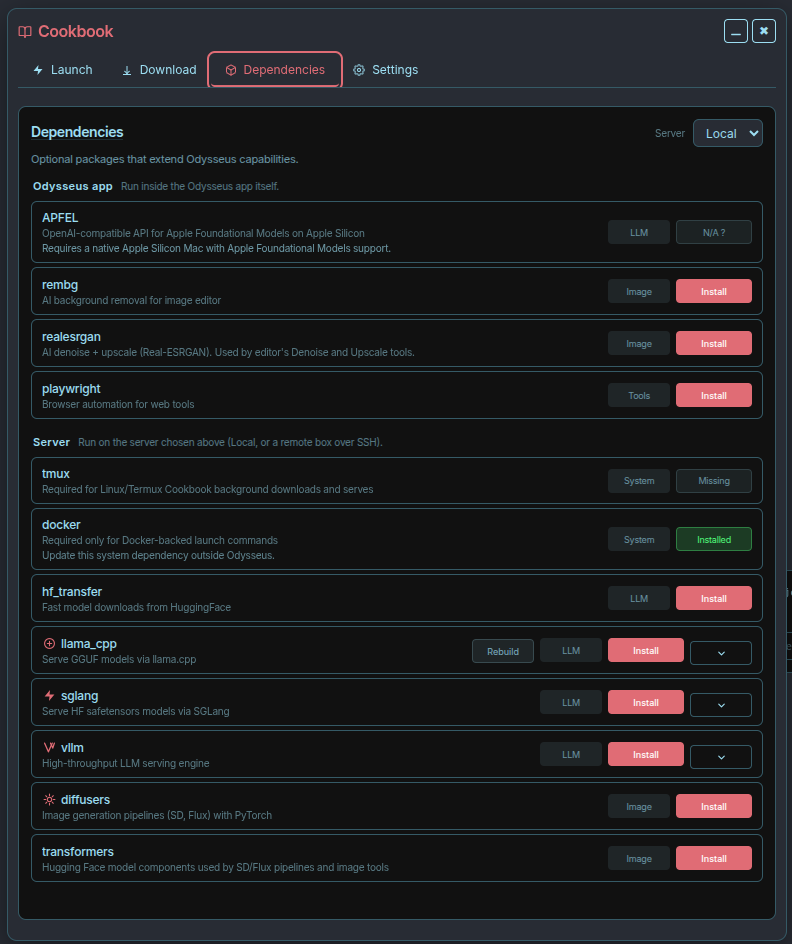 Cookbook
Launch
Download
Dependencies
Settings
Dependencies
Server
Local
Optional packages that extend Odysseus capabilities.
Odysseus app Run inside the Odysseus app itself.
APFEL
OpenAI-compatible API for Apple Foundation Models on Apple Silicon
Requires a native Apple Silicon Mac with Apple Foundation Models support.
LLM
N/A ?
rembg
AI background removal for image editor
Image
Install
realesrgan
AI denoise + upscale (Real-ESRGAN). Used by editor's Denoise and Upscale tools.
Image
Install
playwright
Browser automation for web tools
Tools
Install
Server Run on the server chosen above (Local, or a remote box over SSH).
tmux
Required for Linux/Termux Cookbook background downloads and serves
System
Missing
docker
Required only for Docker-backed launch commands
Update this system dependency outside Odysseus.
System
Installed
hf_transfer
Fast model downloads from HuggingFace
LLM
Install
llama_cpp
Serve GGUF models via llama.cpp
Rebuild
LLM
Install
sglang
Serve HF safetensors models via SGLang
LLM
Install
vllm
High-throughput LLM serving engine
LLM
Install
diffusers
Image generation pipelines (SD, Flux) with PyTorch
Image
Install
transformers
Hugging Face model components used by SD/Flux pipelines and image tools
Image
Install